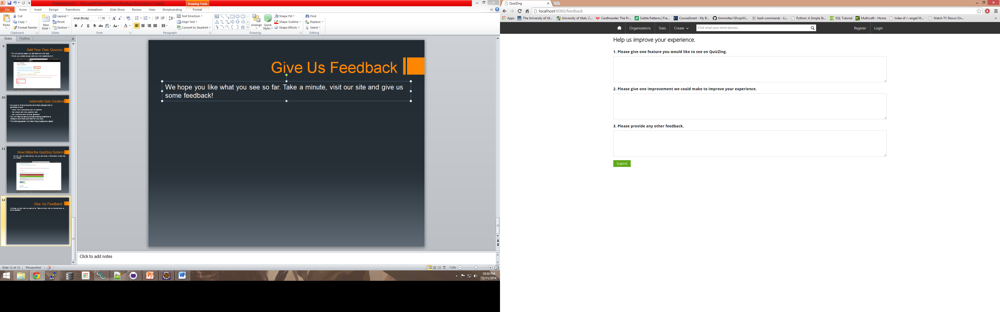 Presentation1 - Microsoft PowerPoint (Product Activation Failed)
Drawing Tools
File Home Insert Design Transitions Animations Slide Show Review View Storyboarding Format
Paste
Cut
Copy
Format Painter
Clipboard
New Slide
Layout
Reset
Section
Slides
Arial (Body) 18
Font
Text Direction
Align Text
Convert to SmartArt
Paragraph
Arrange
Quick Styles
Shape Fill
Shape Outline
Shape Effects
Drawing
Find
Replace
Select
Editing
Slides Outline
9
Add Your Own Quizzes
On your group page you can add your own quiz
Once you create a quiz, add your own questions to it
10
Automatic Quiz Creation
Our goal by final production is to have a single click to
generate a quiz
Draws from a pre-existing pool of questions
Can always add more questions later
Can customize after the initial generation
You will also be able to browse existing questions by
category and hand pick them for your quiz
The Ratings system will make this process even easier
11
Now Utilize the QuizZing System
Not only can you take the quiz, but you can review it afterwards to see what
you missed
12
Give Us Feedback
We hope you like what you see so far. Take a minute, visit our site and give us
some feedback!
Give Us Feedback
We hope you like what you see so far. Take a minute, visit our site and give us
some feedback!
Click to add notes
Slide 12 of 12 "Perspective" 110%
10:50 PM
12/11/2014
QuizZing
localhost:8080/feedback
Apps The University of Ut... University of Utah, C... Cardhoarder: The Pr... Subtle Patterns | Fre... CourseSmart - My B... timmolter/XDropWi... bash commands - Li... Python: A Simple St... SQL Tutorial Multicraft - Home Index of /~angel/W... Watch TV Shows On...
Organizations Stats Create Find what your mind desires... Register Login
Help us improve your experience.
1. Please give one feature you would like to see on QuizZing.
2. Please give one improvement we could make to improve your experience.
3. Please provide any other feedback.
Submit